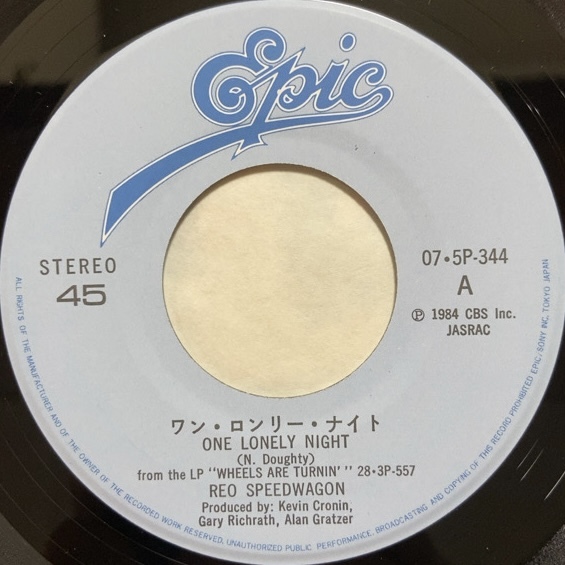 Epic
STEREO
45
07・5P-344
A
Ⓟ 1984 CBS Inc.
JASRAC
ワン・ロンリー・ナイト
ONE LONELY NIGHT
(N. Doughty)
from the LP "WHEELS ARE TURNIN'" 28・3P-557
REO SPEEDWAGON
Produced by: Kevin Cronin,
Gary Richrath, Alan Gratzer
ALL RIGHTS OF THE MANUFACTURER AND OF THE OWNER OF THE RECORDED WORK RESERVED. UNAUTHORIZED PUBLIC PERFORMANCE, BROADCASTING AND COPYING OF THIS RECORD PROHIBITED EPIC/SONY INC. TOKYO JAPAN